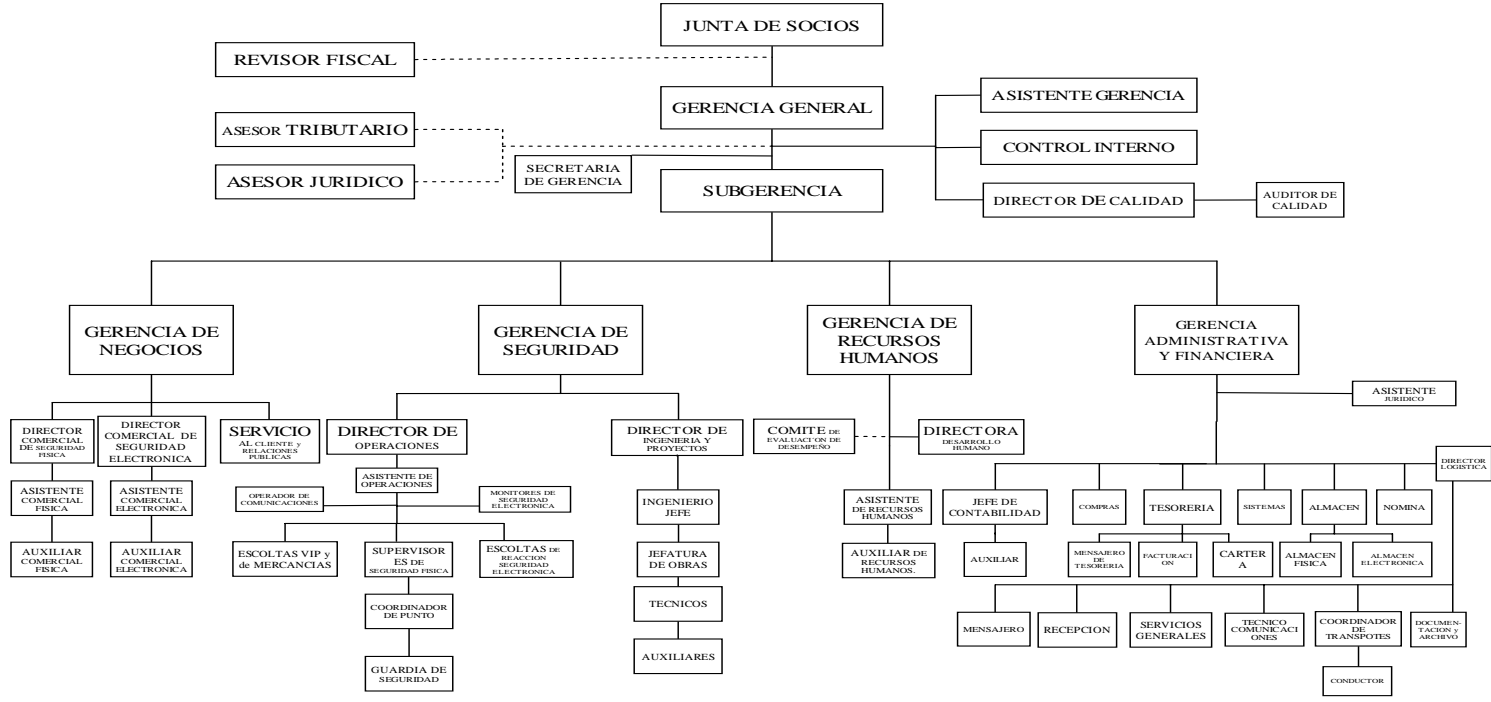 JUNTA DE SOCIOS
REVISOR FISCAL
GERENCIA GENERAL
ASISTENTE GERENCIA
ASESOR TRIBUTARIO
CONTROL INTERNO
SECRETARIA
DE GERENCIA
ASESOR JURIDICO
SUBGERENCIA
DIRECTOR DE CALIDAD
AUDITOR DE
CALIDAD
GERENCIA DE
NEGOCIOS
GERENCIA DE
SEGURIDAD
GERENCIA DE
RECURSOS
HUMANOS
GERENCIA
ADMINISTRATIVA
Y FINANCIERA
ASISTENTE
JURIDICO
DIRECTOR
COMERCIAL
DE SEGURIDAD
FISICA
DIRECTOR
COMERCIAL DE
SEGURIDAD
ELECTRONICA
SERVICIO
AL CLIENTE y
RELACIONES
PUBLICAS
DIRECTOR DE
OPERACIONES
DIRECTOR DE
INGENIERIA Y
PROYECTOS
COMITE DE
EVALUACION DE
DESEMPEÑO
DIRECTORA
DESARROLLO
HUMANO
DIRECTOR
LOGISTICA
ASISTENTE DE
OPERACIONES
ASISTENTE
COMERCIAL
FISICA
ASISTENTE
COMERCIAL
ELECTRONICA
OPERADOR DE
COMUNICACIONES
MONITORES DE
SEGURIDAD
ELECTRONICA
INGENIERIO
JEFE
ASISTENTE
DE RECURSOS
HUMANOS
JEFE DE
CONTABILIDAD
COMPRAS
TESORERIA
SISTEMAS
ALMACEN
NOMINA
AUXILIAR
COMERCIAL
FISICA
AUXILIAR
COMERCIAL
ELECTRONICA
ESCOLTAS VIP y
de MERCANCIAS
SUPERVISOR
ES DE
SEGURIDAD FISICA
ESCOLTAS DE
REACCION
SEGURIDAD
ELECTRONICA
JEFATURA
DE OBRAS
AUXILIAR DE
RECURSOS
HUMANOS.
AUXILIAR
MENSAJERO
DE TESORERIA
FACTURACI
ON
CARTER
A
ALMACEN
FISICA
ALMACEN
ELECTRONICA
COORDINADOR
DE PUNTO
TECNICOS
MENSAJERO
RECEPCION
SERVICIOS
GENERALES
TECNICO
COMUNICACI
ONES
COORDINADOR
DE
TRANSPOTES
DOCUMEN-
TACION y
ARCHIVO
GUARDIA DE
SEGURIDAD
AUXILIARES
CONDUCTOR